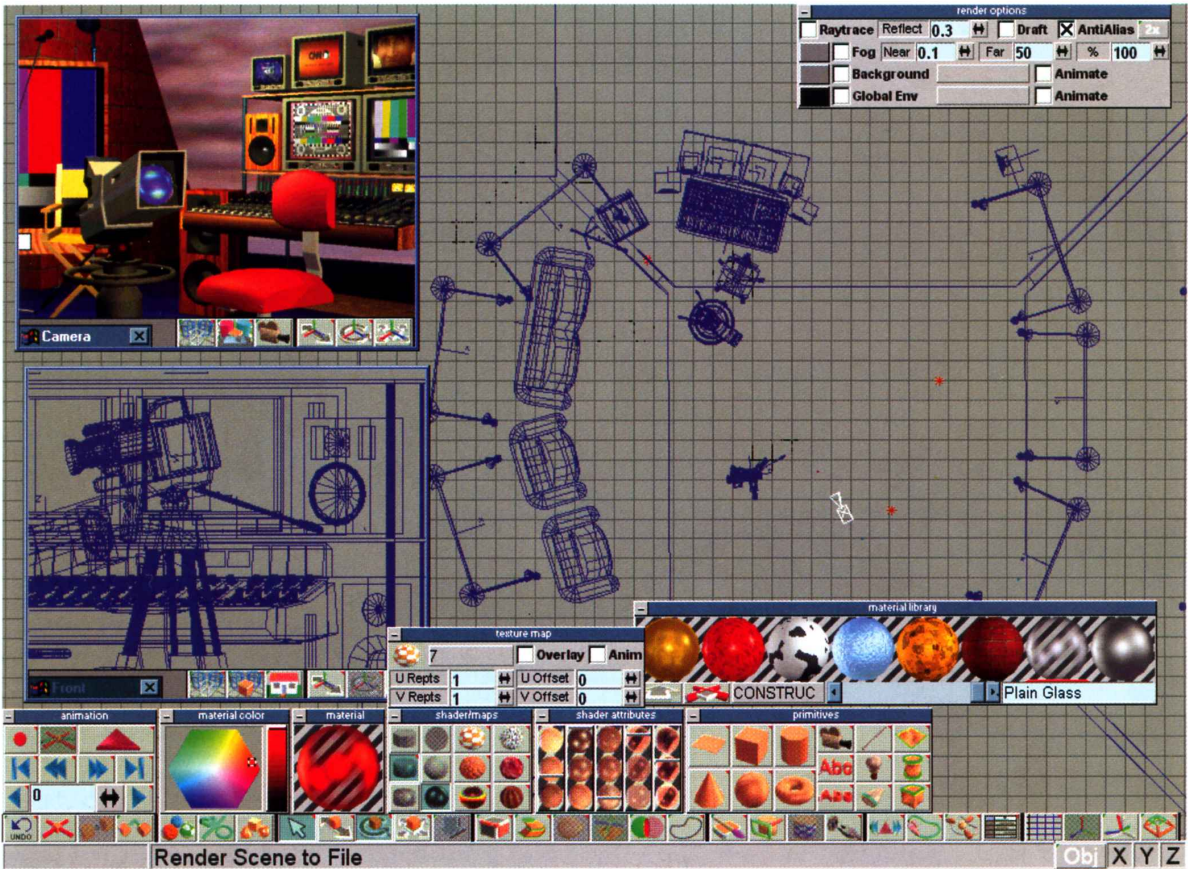 render options
Raytrace Reflect 0.3 Draft AntiAlias 2x
Fog Near 0.1 Far 50 % 100
Background Animate
Global Env Animate
Camera
Front
material library
CONSTRUC Plain Glass
texture map
7 Overlay Anim
U Repts 1 U Offset 0
V Repts 1 V Offset 0
animation
material color
material
shader/maps
shader attributes
primitives
0
Abc
Abc
UNDO
Render Scene to File
Obj X Y Z